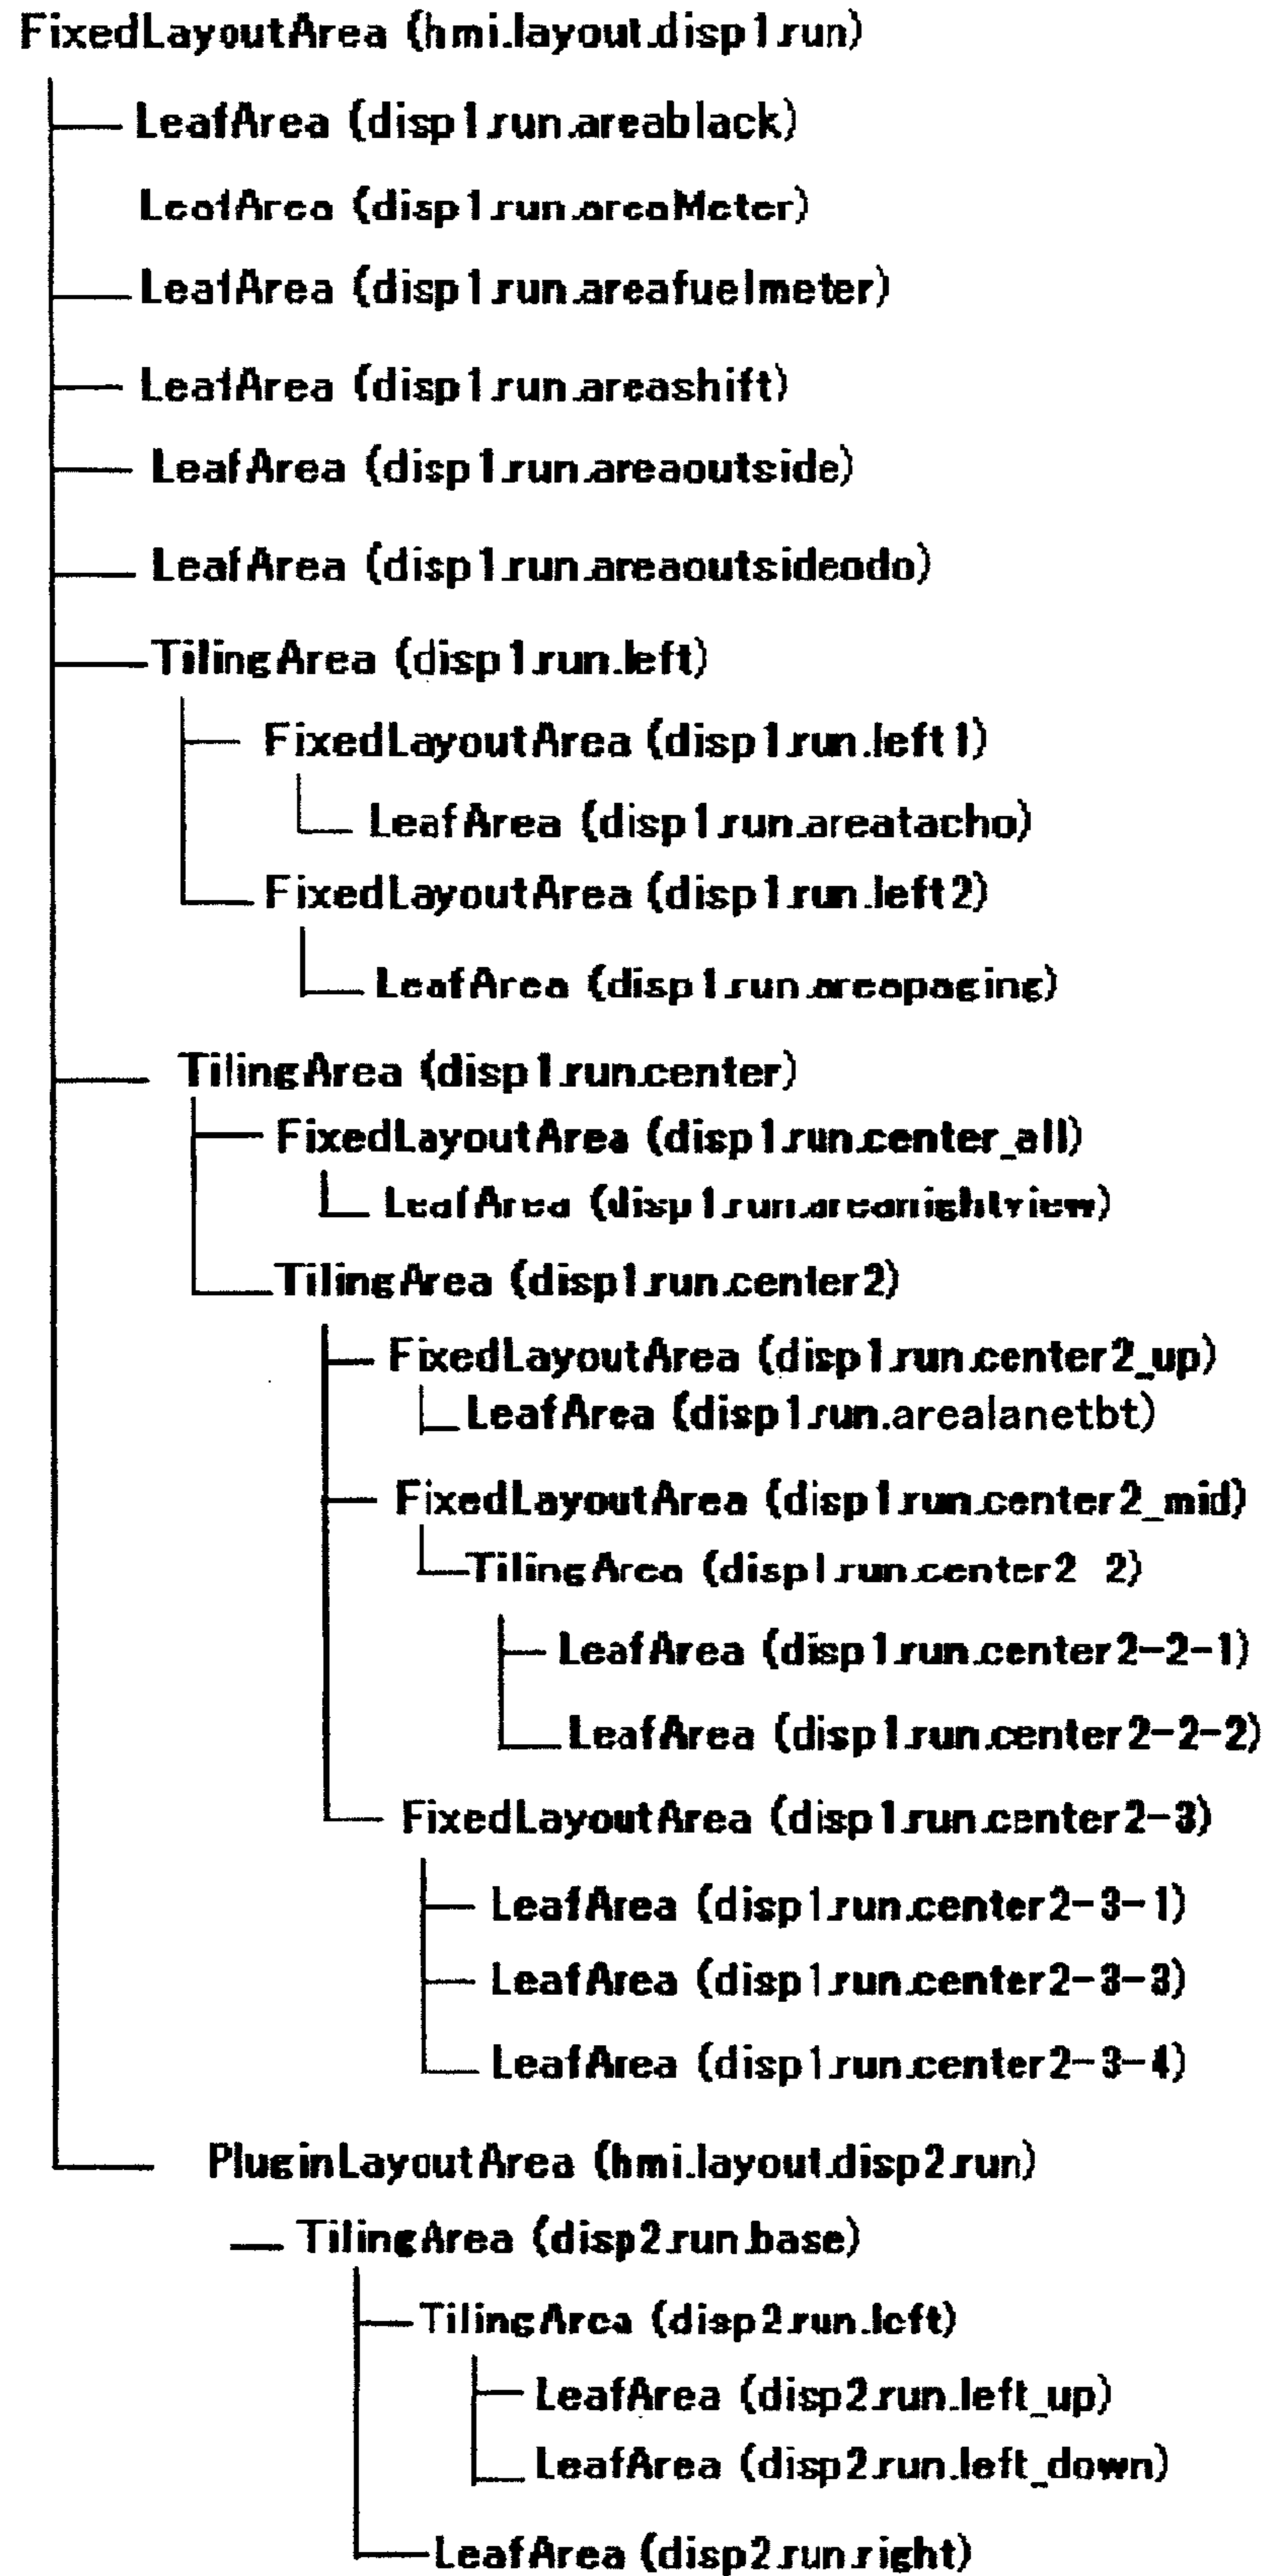 FixedLayoutArea (hmi.layout.disp1.run)
LeafArea (disp1.run.areablack)
LeafArea (disp1.run.areaMeter)
LeafArea (disp1.run.areafuelmeter)
LeafArea (disp1.run.areashift)
LeafArea (disp1.run.areaoutside)
LeafArea (disp1.run.areaoutsideodo)
TilingArea (disp1.run.left)
FixedLayoutArea (disp1.run.left1)
LeafArea (disp1.run.areatacho)
FixedLayoutArea (disp1.run.left2)
LeafArea (disp1.run.areapaging)
TilingArea (disp1.run.center)
FixedLayoutArea (disp1.run.center_all)
LeafArea (disp1.run.areanightview)
TilingArea (disp1.run.center2)
FixedLayoutArea (disp1.run.center2_up)
LeafArea (disp1.run.arealanetbt)
FixedLayoutArea (disp1.run.center2_mid)
TilingArea (disp1.run.center2 2)
LeafArea (disp1.run.center2-2-1)
LeafArea (disp1.run.center2-2-2)
FixedLayoutArea (disp1.run.center2-3)
LeafArea (disp1.run.center2-3-1)
LeafArea (disp1.run.center2-3-3)
LeafArea (disp1.run.center2-3-4)
PluginLayoutArea (hmi.layout.disp2.run)
TilingArea (disp2.run.base)
TilingArea (disp2.run.left)
LeafArea (disp2.run.left_up)
LeafArea (disp2.run.left_down)
LeafArea (disp2.run.right)